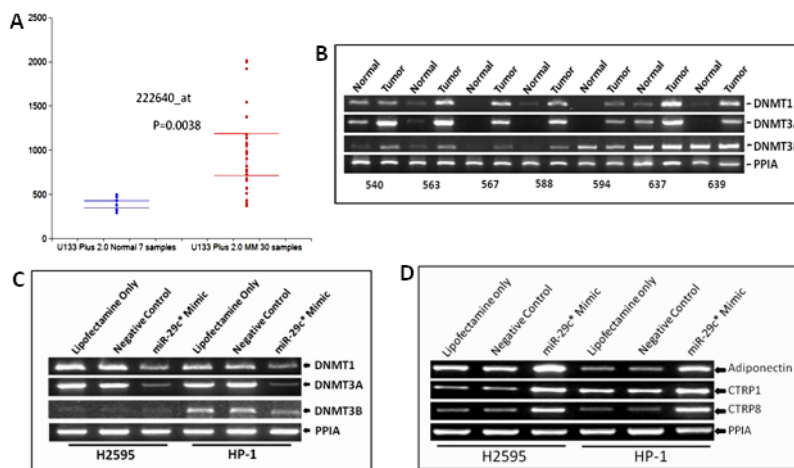 A
2500
2000
1500
1000
500
0
222640_at
P=0.0038
U133 Plus 2.0 Normal 7 samples
U133 Plus 2.0 MM 30 samples
B
Normal Tumor Normal Tumor Normal Tumor Normal Tumor Normal Tumor Normal Tumor Normal Tumor
DNMT1
DNMT3A
DNMT3B
PPIA
540 563 567 588 594 637 639
C
Lipofectamine Only Negative Control miR-29c* Mimic Lipofectamine Only Negative Control miR-29c* Mimic
DNMT1
DNMT3A
DNMT3B
PPIA
H2595 HP-1
D
Lipofectamine only Negative Control miR-29c* Mimic Lipofectamine only Negative Control miR-29c* Mimic
Adiponectin
CTRP1
CTRP8
PPIA
H2595 HP-1